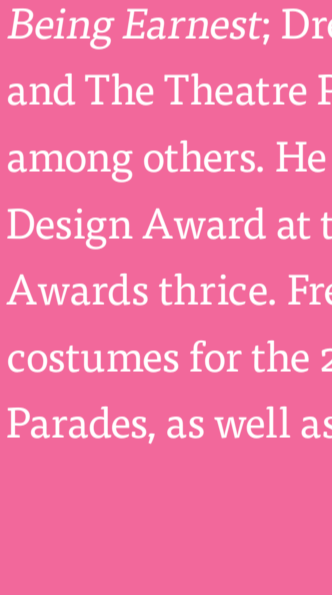 Being Earnest; Dr
and The Theatre
among others. He
Design Award at t
Awards thrice. Fre
costumes for the 2
Parades, as well as